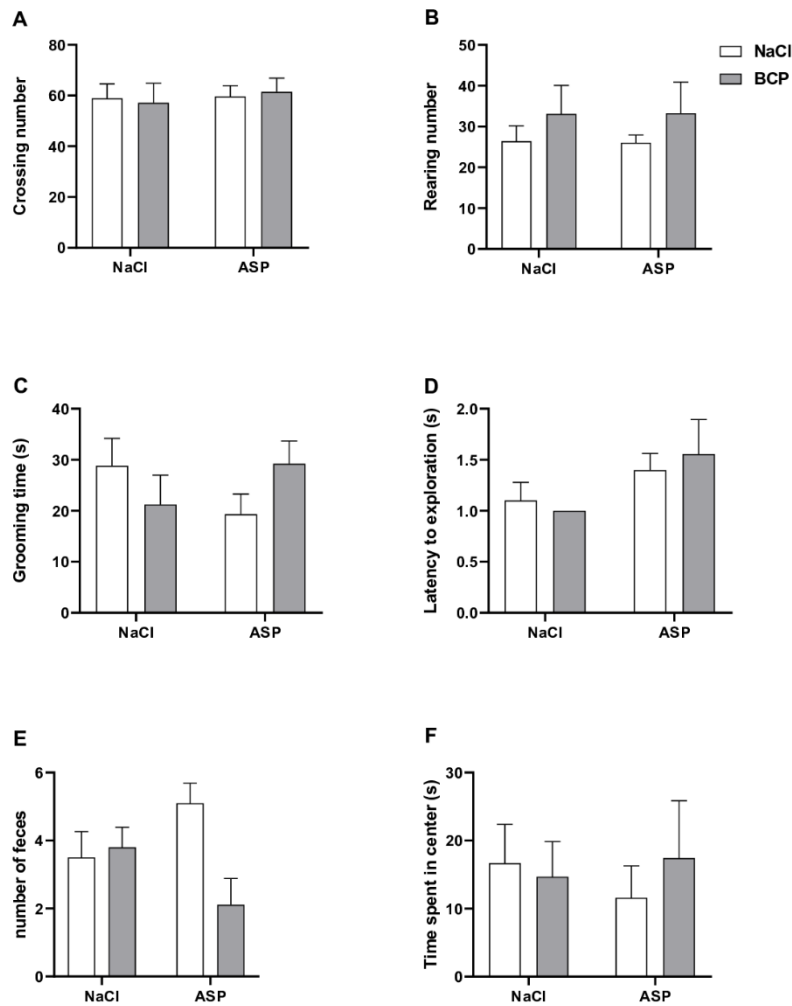 A
Crossing number
80
60
40
20
0
NaCl ASP
B
Rearing number
50
40
30
20
10
0
NaCl ASP
NaCl
BCP
C
Grooming time (s)
40
30
20
10
0
NaCl ASP
D
Latency to exploration (s)
2.0
1.5
1.0
0.5
0.0
NaCl ASP
E
number of feces
6
4
2
0
NaCl ASP
F
Time spent in center (s)
30
20
10
0
NaCl ASP